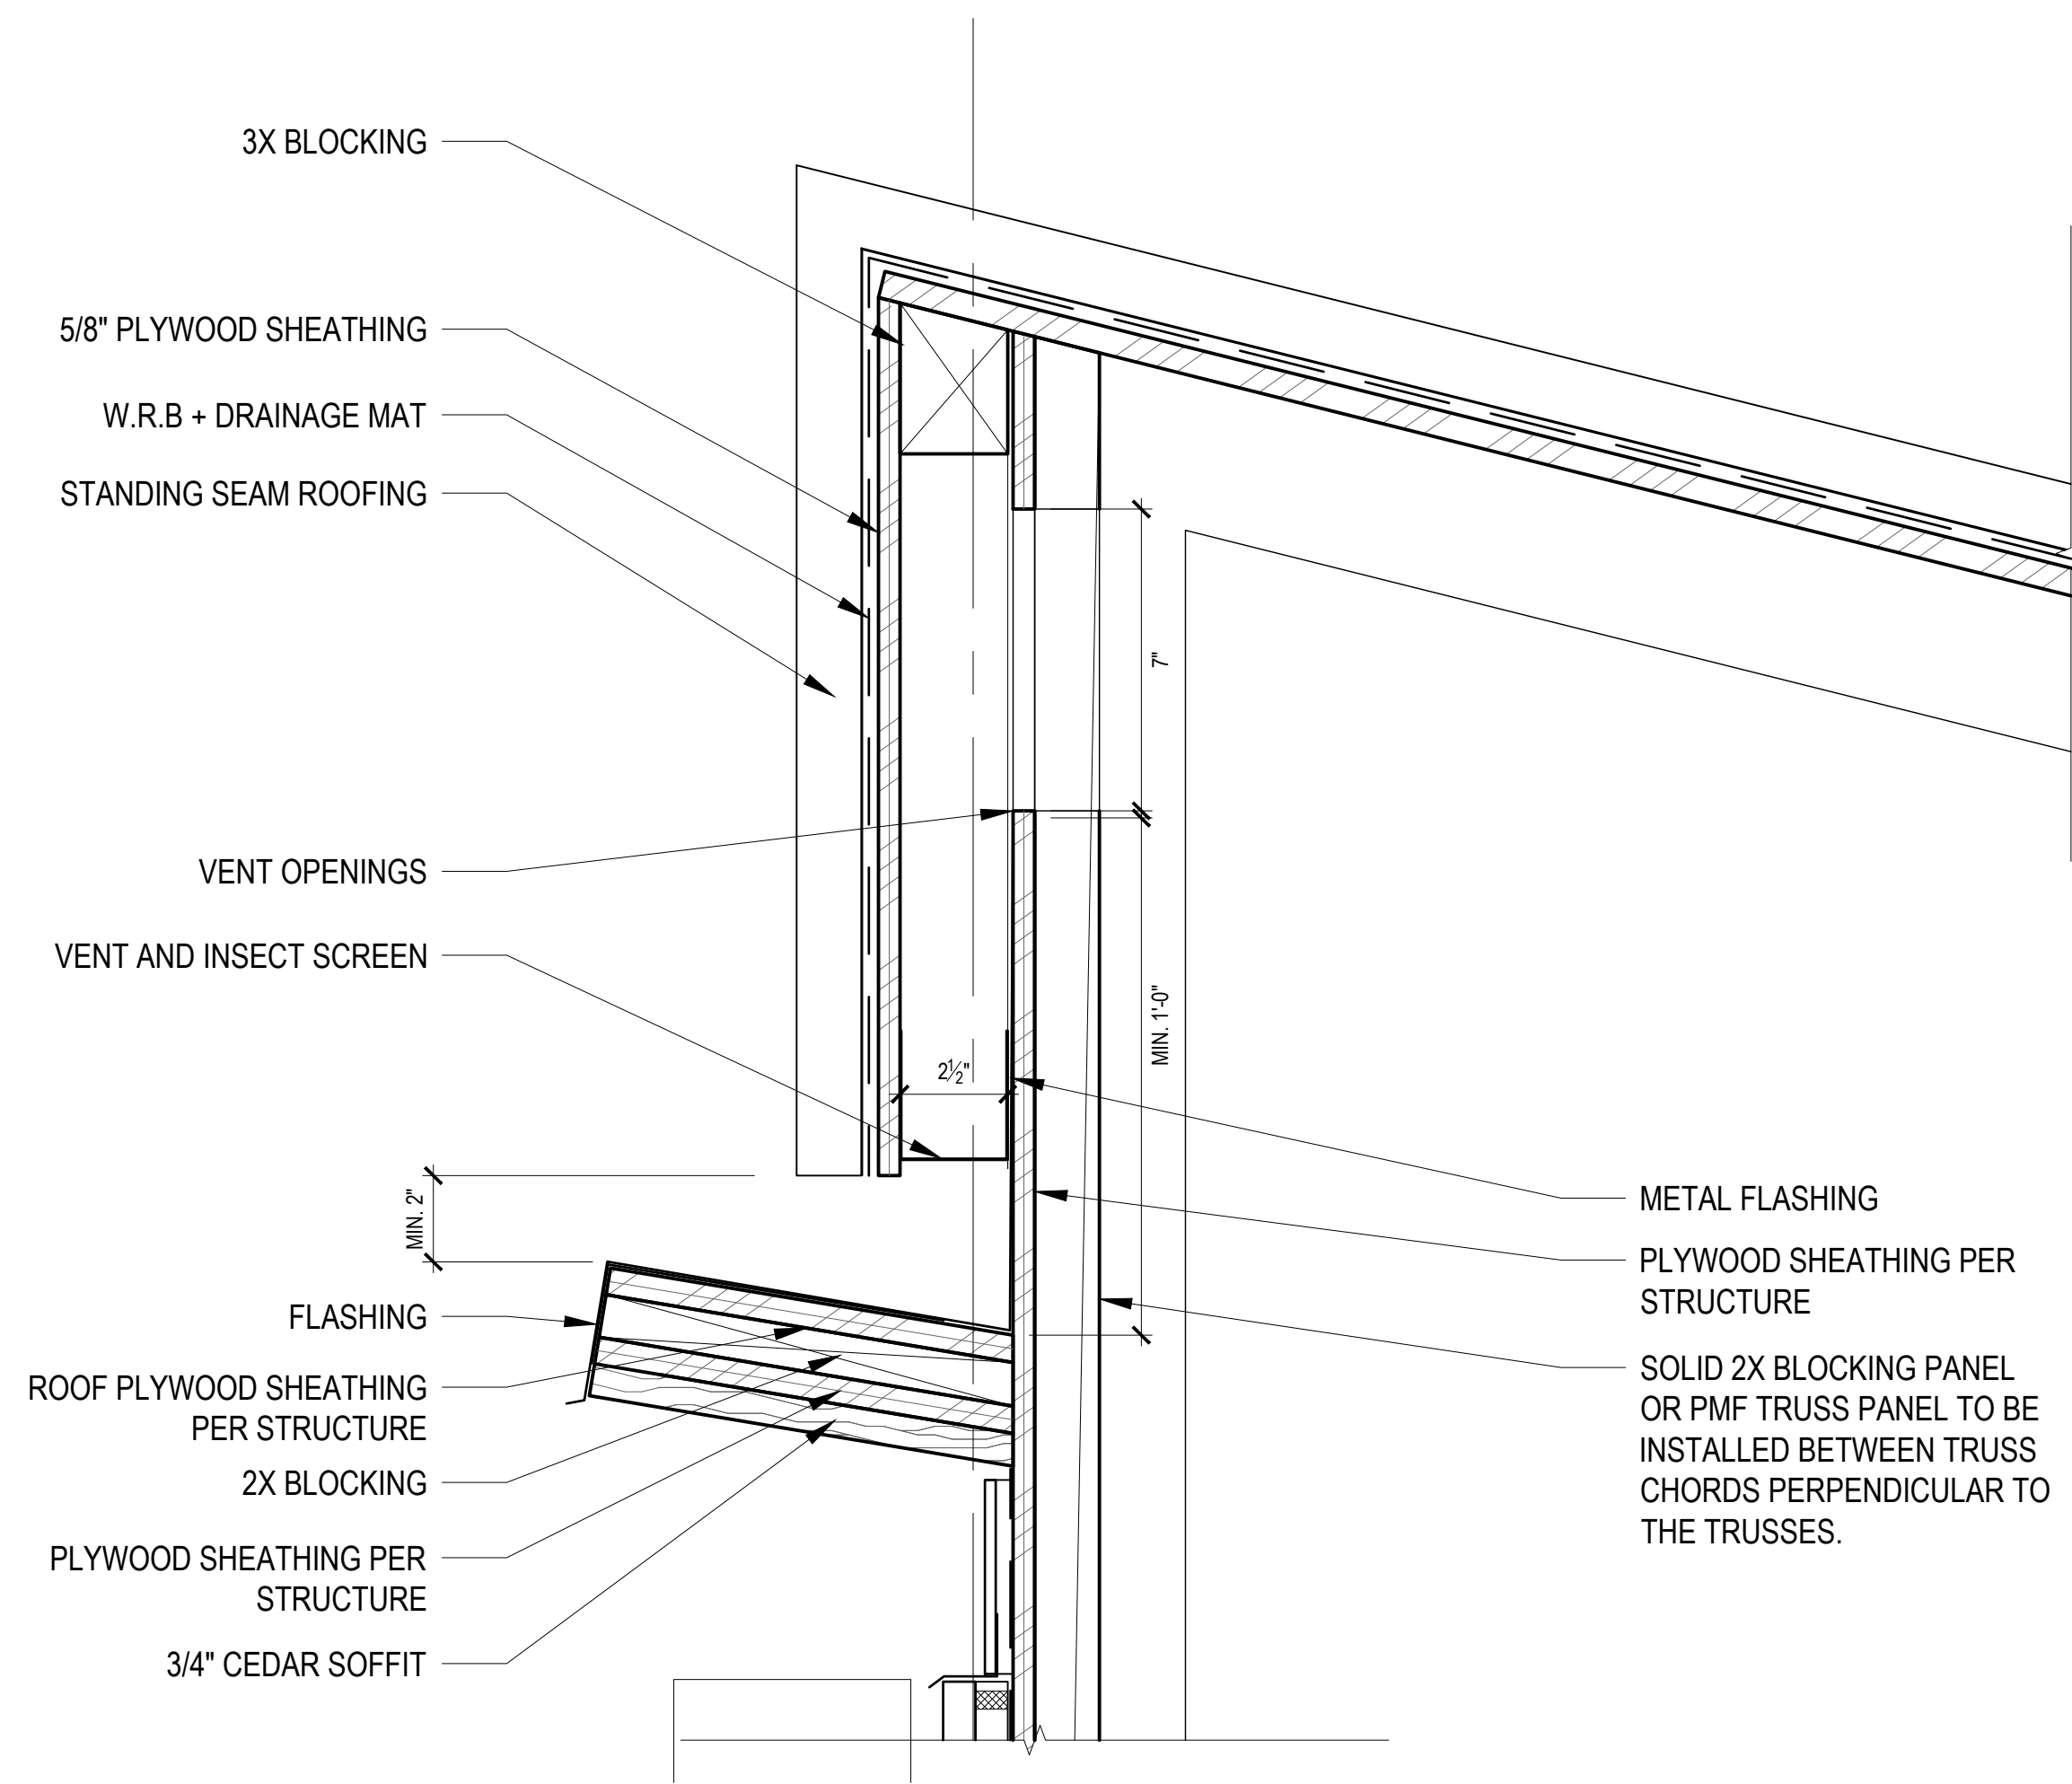 3X BLOCKING
5/8" PLYWOOD SHEATHING
W.R.B + DRAINAGE MAT
STANDING SEAM ROOFING
7"
VENT OPENINGS
VENT AND INSECT SCREEN
MIN. 1'-0"
2½"
MIN. 2"
METAL FLASHING
PLYWOOD SHEATHING PER
STRUCTURE
FLASHING
ROOF PLYWOOD SHEATHING
PER STRUCTURE
2X BLOCKING
PLYWOOD SHEATHING PER
STRUCTURE
3/4" CEDAR SOFFIT
SOLID 2X BLOCKING PANEL
OR PMF TRUSS PANEL TO BE
INSTALLED BETWEEN TRUSS
CHORDS PERPENDICULAR TO
THE TRUSSES.